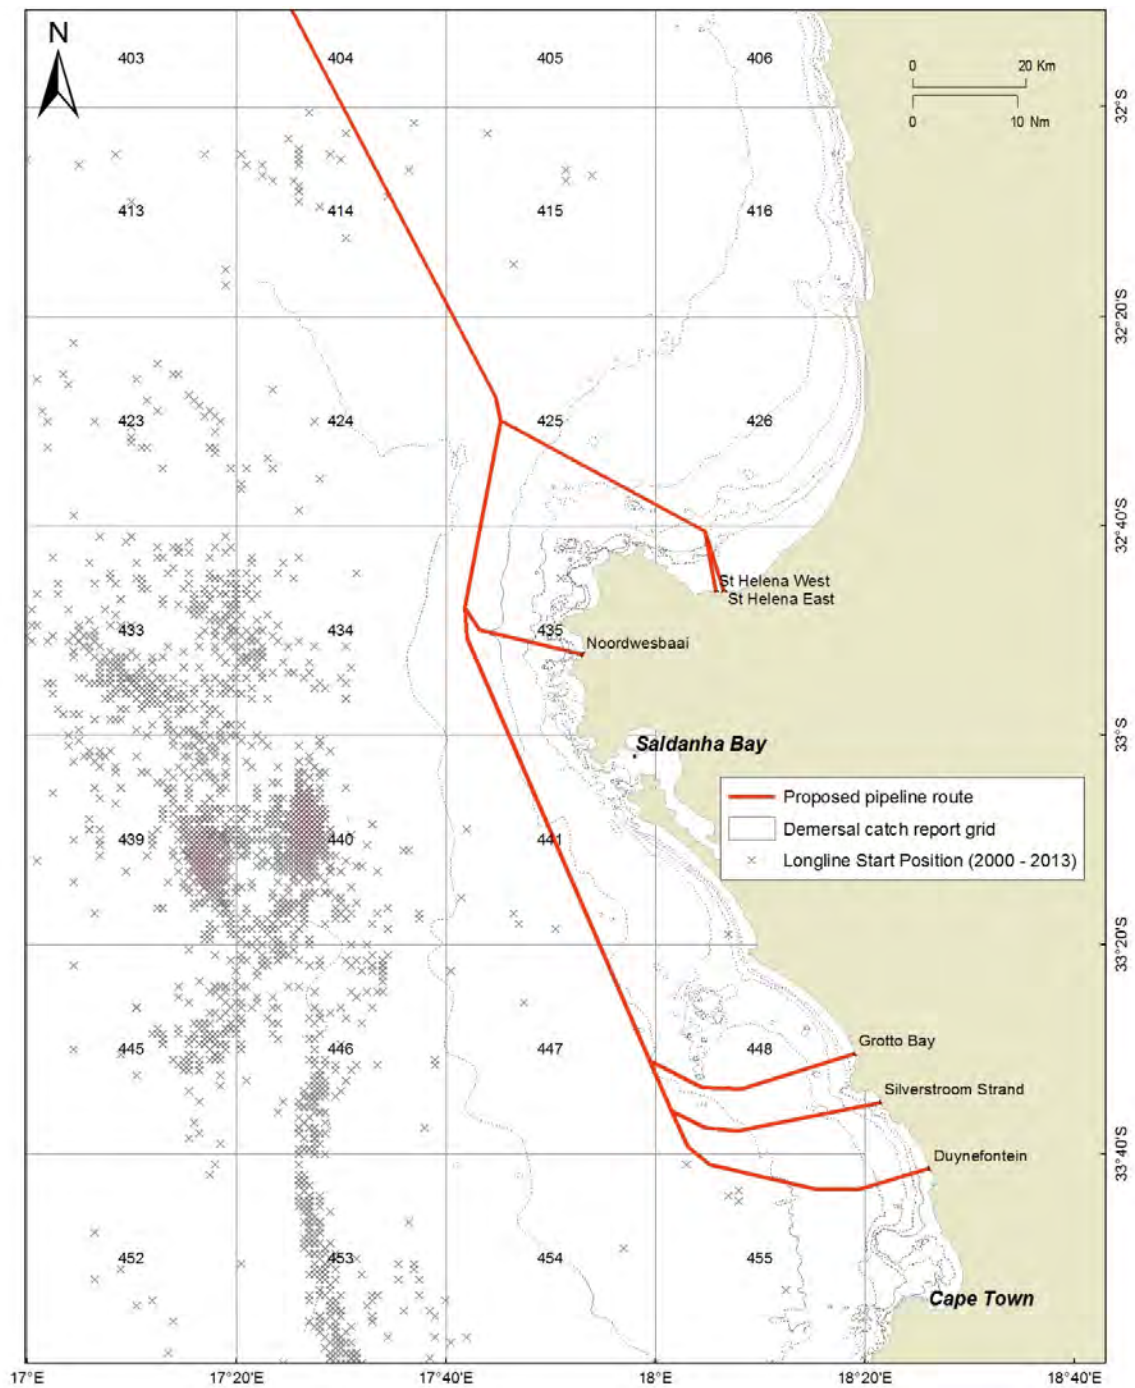 N
403
404
405
406
0
20 Km
0
10 Nm
32°S
413
414
415
416
32°20'S
423
424
425
426
32°40'S
St Helena West
St Helena East
433
434
435
Noordwesbaai
33°S
Saldanha Bay
Proposed pipeline route
Demersal catch report grid
Longline Start Position (2000 - 2013)
439
440
441
33°20'S
445
446
447
448
Grotto Bay
Silverstroom Strand
33°40'S
Duynefontein
452
453
454
455
Cape Town
17°E
17°20'E
17°40'E
18°E
18°20'E
18°40'E